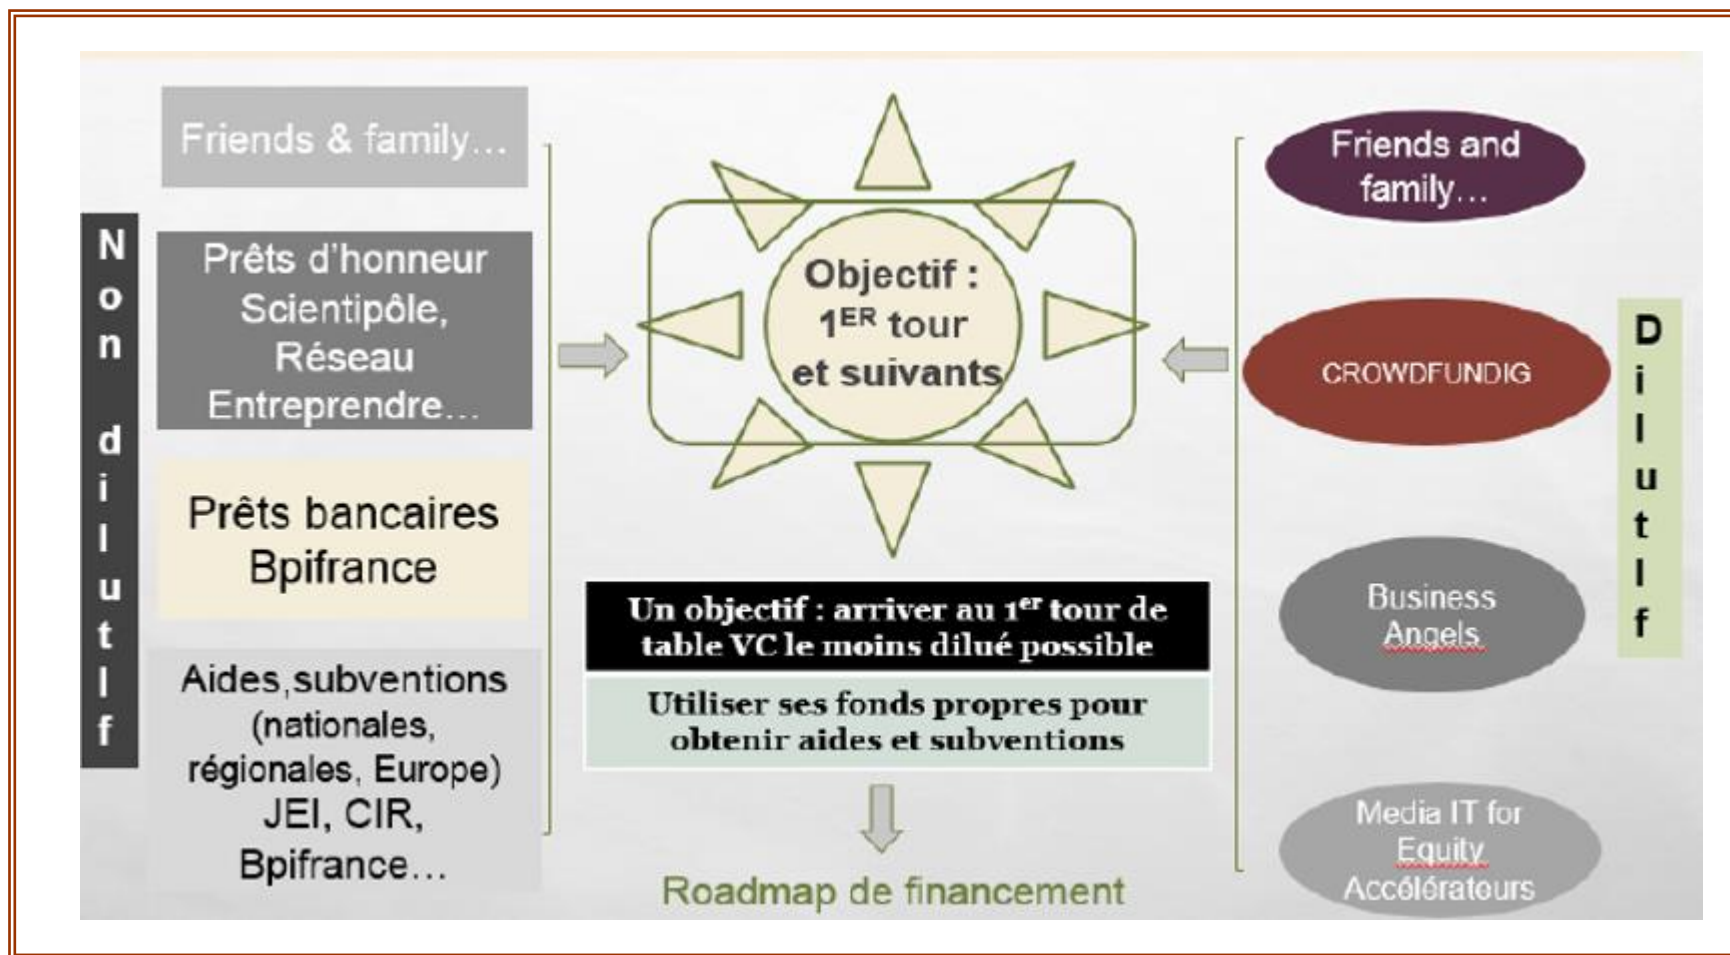 Friends & family...
Non dilutIf
Prêts d'honneur
Scientipôle,
Réseau
Entreprendre...
Prêts bancaires
Bpifrance
Aides,subventions
(nationales,
régionales, Europe)
JEI, CIR,
Bpifrance...
Objectif :
1ER tour
et suivants
Un objectif : arriver au 1er tour de
table VC le moins dilué possible
Utiliser ses fonds propres pour
obtenir aides et subventions
Roadmap de financement
Friends and
family...
CROWDFUNDIG
Business
Angels
Media IT for
Equity
Accélérateurs
DilutIf